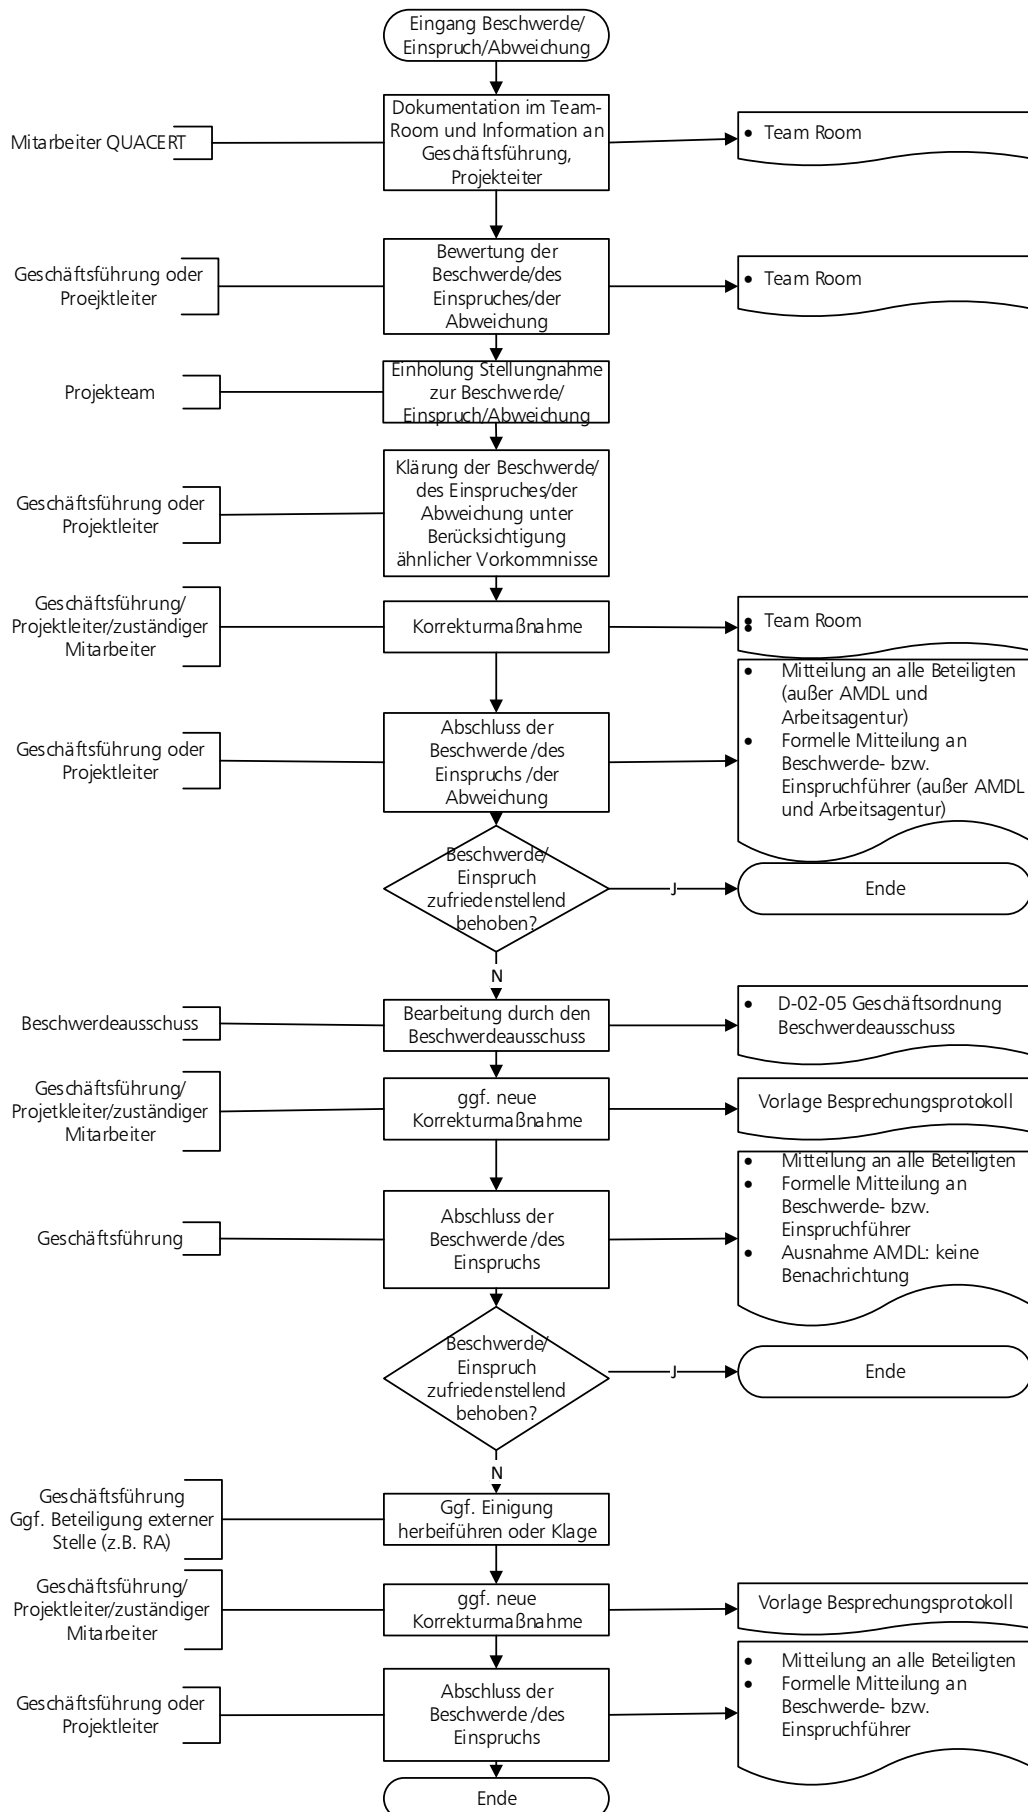 Eingang Beschwerde/
Einspruch/Abweichung
Mitarbeiter QUACERT
Dokumentation im Team-
Room und Information an
Geschäftsführung,
Projekteiter
• Team Room
Geschäftsführung oder
Proejktleiter
Bewertung der
Beschwerde/des
Einspruches/der
Abweichung
• Team Room
Projekteam
Einholung Stellungnahme
zur Beschwerde/
Einspruch/Abweichung
Geschäftsführung oder
Projektleiter
Klärung der Beschwerde/
des Einspruches/der
Abweichung unter
Berücksichtigung
ähnlicher Vorkommnisse
Geschäftsführung/
Projektleiter/zuständiger
Mitarbeiter
Korrekturmaßnahme
• Team Room
•
Geschäftsführung oder
Projektleiter
Abschluss der
Beschwerde /des
Einspruchs /der
Abweichung
• Mitteilung an alle Beteiligten
(außer AMDL und
Arbeitsagentur)
• Formelle Mitteilung an
Beschwerde- bzw.
Einspruchführer (außer AMDL
und Arbeitsagentur)
Beschwerde/
Einspruch
zufriedenstellend
behoben?
J
Ende
N
Beschwerdeausschuss
Bearbeitung durch den
Beschwerdeausschuss
• D-02-05 Geschäftsordnung
Beschwerdeausschuss
Geschäftsführung/
Projetkleiter/zuständiger
Mitarbeiter
ggf. neue
Korrekturmaßnahme
Vorlage Besprechungsprotokoll
Geschäftsführung
Abschluss der
Beschwerde /des
Einspruchs
• Mitteilung an alle Beteiligten
• Formelle Mitteilung an
Beschwerde- bzw.
Einspruchführer
• Ausnahme AMDL: keine
Benachrichtung
Beschwerde/
Einspruch
zufriedenstellend
behoben?
J
Ende
N
Geschäftsführung
Ggf. Beteiligung externer
Stelle (z.B. RA)
Ggf. Einigung
herbeiführen oder Klage
Geschäftsführung/
Projektleiter/zuständiger
Mitarbeiter
ggf. neue
Korrekturmaßnahme
Vorlage Besprechungsprotokoll
Geschäftsführung oder
Projektleiter
Abschluss der
Beschwerde /des
Einspruchs
• Mitteilung an alle Beteiligten
• Formelle Mitteilung an
Beschwerde- bzw.
Einspruchführer
Ende